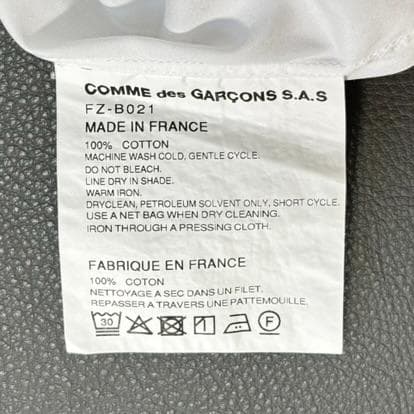 COMME des GARÇONS S.A.S
FZ-B021
MADE IN FRANCE
100% COTTON
MACHINE WASH COLD, GENTLE CYCLE.
DO NOT BLEACH.
LINE DRY IN SHADE.
WARM IRON.
DRYCLEAN, PETROLEUM SOLVENT ONLY, SHORT CYCLE.
USE A NET BAG WHEN DRY CLEANING.
IRON THROUGH A PRESSING CLOTH.
FABRIQUE EN FRANCE
100% COTON
NETTOYAGE A SEC DANS UN FILET.
REPASSER A TRAVERS UNE PATTEMOUILLE.
30 F